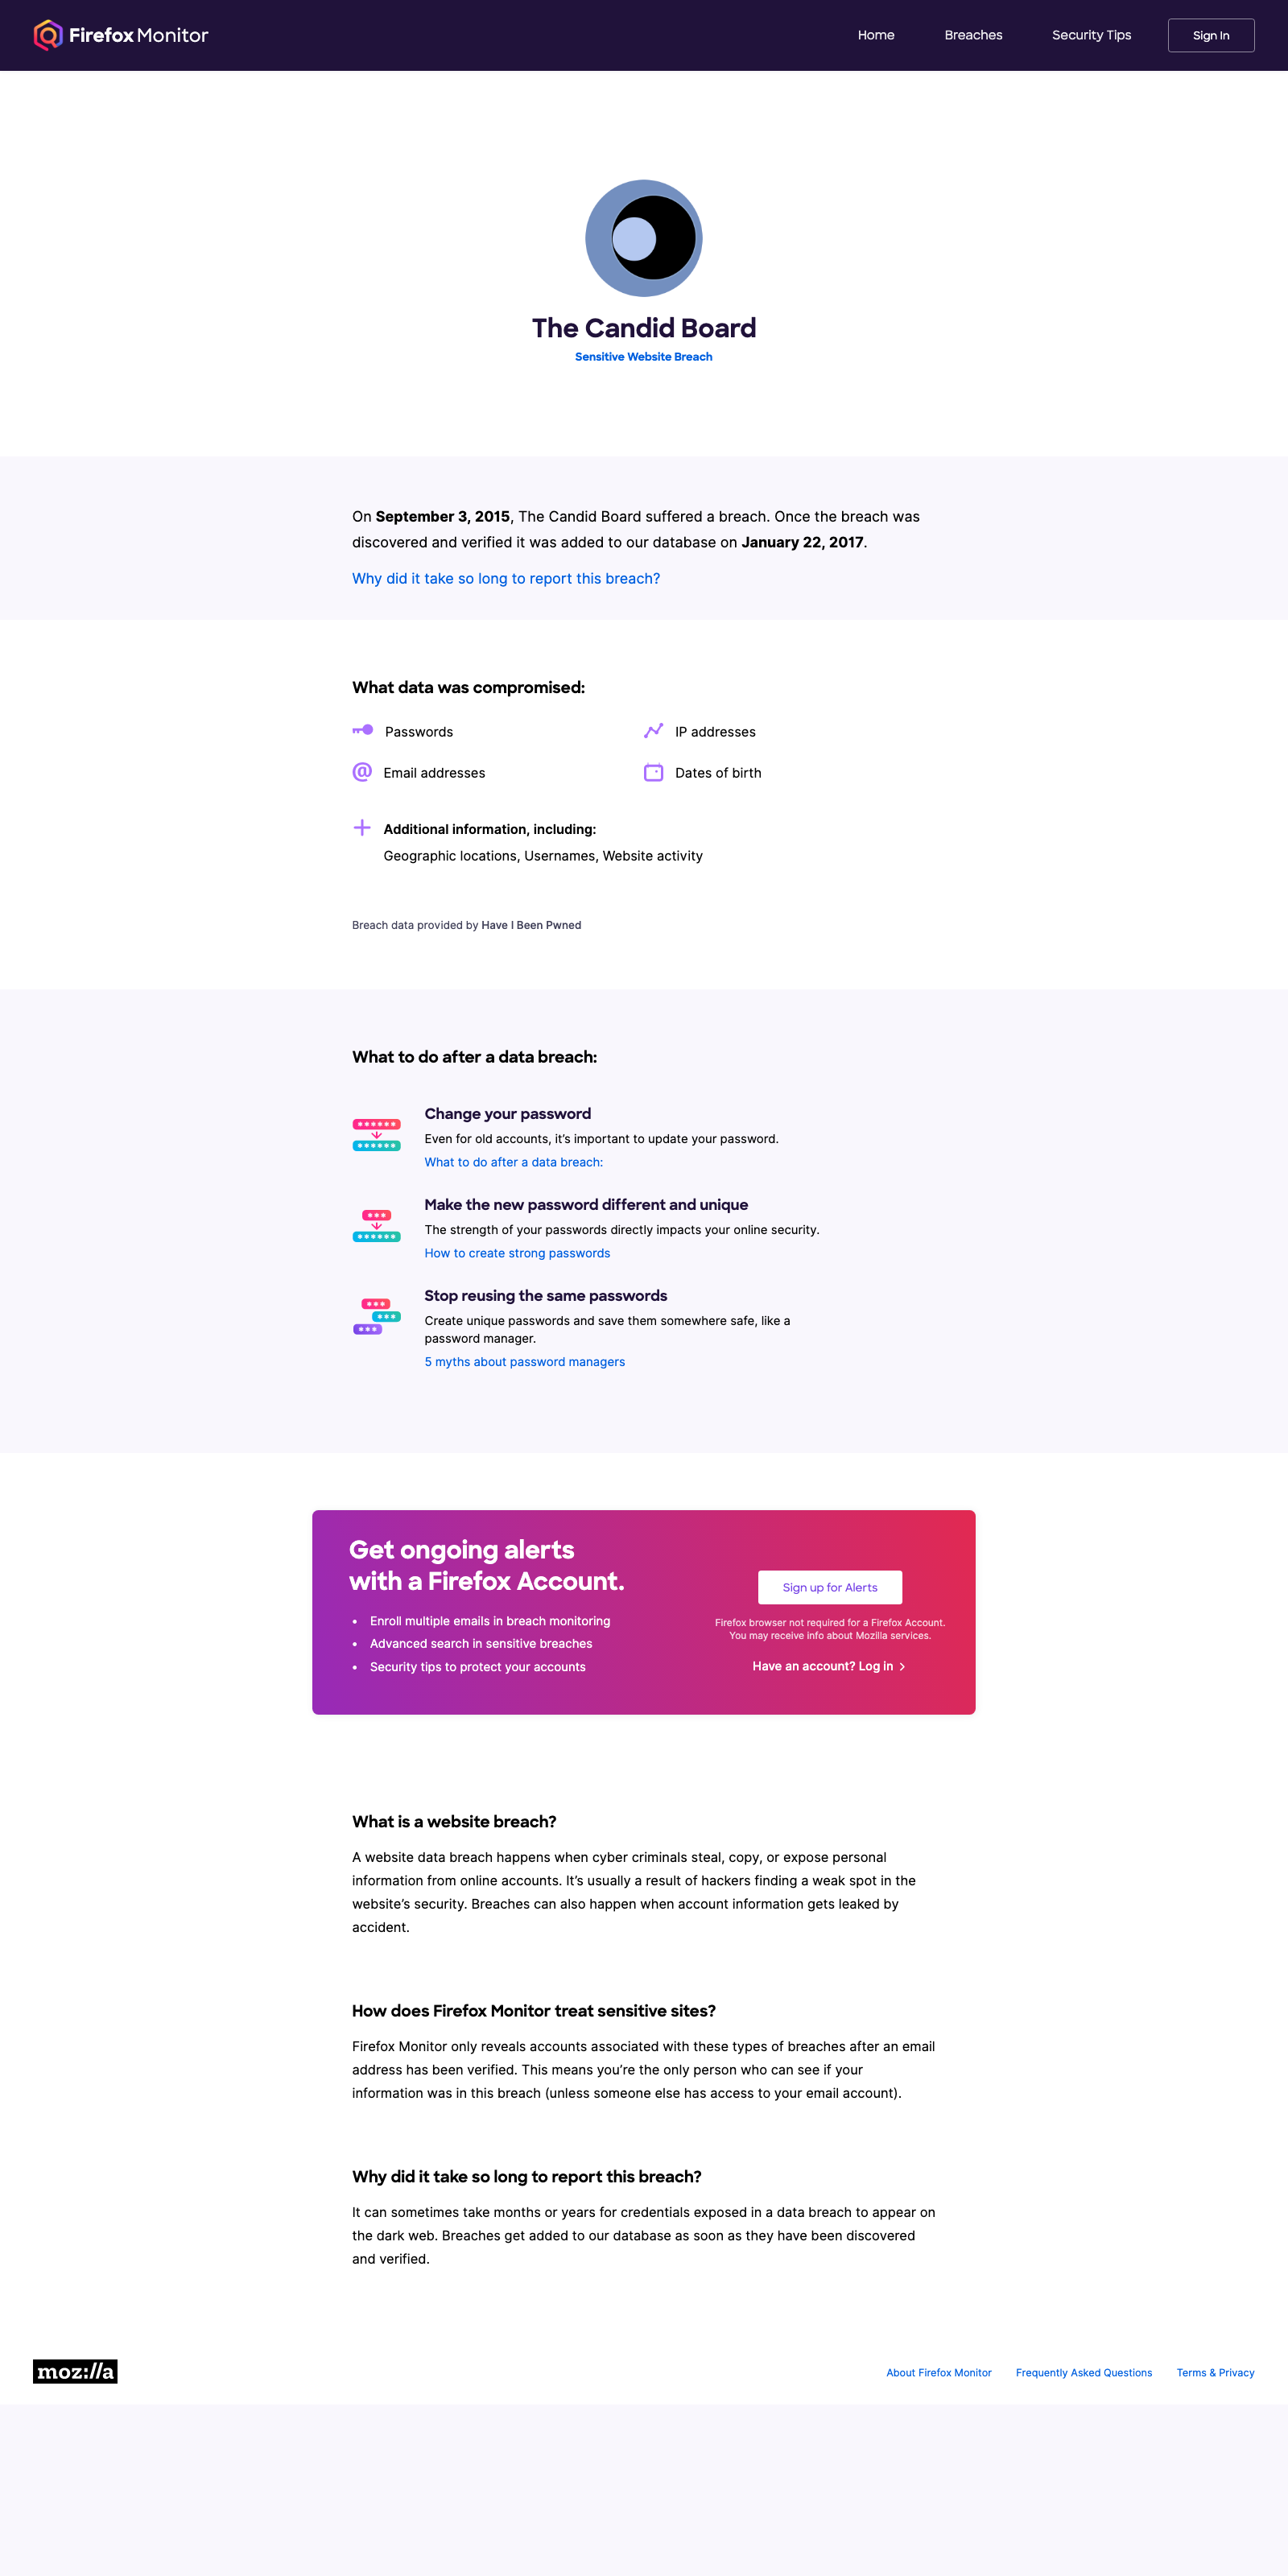 Firefox Monitor
Home
Breaches
Security Tips
Sign In
The Candid Board
Sensitive Website Breach
On September 3, 2015, The Candid Board suffered a breach. Once the breach was
discovered and verified it was added to our database on January 22, 2017.
Why did it take so long to report this breach?
What data was compromised:
Passwords
IP addresses
Email addresses
Dates of birth
Additional information, including:
Geographic locations, Usernames, Website activity
Breach data provided by Have I Been Pwned
What to do after a data breach:
Change your password
Even for old accounts, it’s important to update your password.
What to do after a data breach:
Make the new password different and unique
The strength of your passwords directly impacts your online security.
How to create strong passwords
Stop reusing the same passwords
Create unique passwords and save them somewhere safe, like a
password manager.
5 myths about password managers
Get ongoing alerts
with a Firefox Account.
• Enroll multiple emails in breach monitoring
• Advanced search in sensitive breaches
• Security tips to protect your accounts
Sign up for Alerts
Firefox browser not required for a Firefox Account.
You may receive info about Mozilla services.
Have an account? Log in
What is a website breach?
A website data breach happens when cyber criminals steal, copy, or expose personal
information from online accounts. It’s usually a result of hackers finding a weak spot in the
website’s security. Breaches can also happen when account information gets leaked by
accident.
How does Firefox Monitor treat sensitive sites?
Firefox Monitor only reveals accounts associated with these types of breaches after an email
address has been verified. This means you’re the only person who can see if your
information was in this breach (unless someone else has access to your email account).
Why did it take so long to report this breach?
It can sometimes take months or years for credentials exposed in a data breach to appear on
the dark web. Breaches get added to our database as soon as they have been discovered
and verified.
moz://a
About Firefox Monitor
Frequently Asked Questions
Terms & Privacy